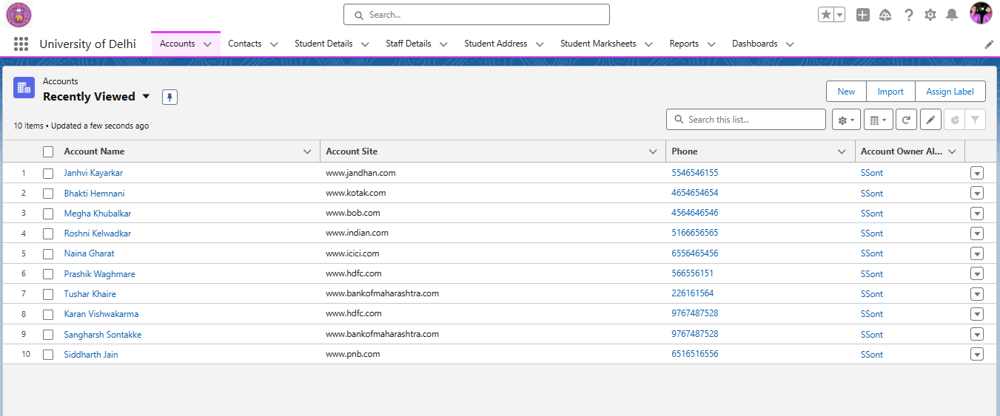 Search...
University of Delhi Accounts Contacts Student Details Staff Details Student Address Student Marksheets Reports Dashboards
Accounts
Recently Viewed
New Import Assign Label
10 items • Updated a few seconds ago
Search this list...
Account Name Account Site Phone Account Owner Al...
1 Janhvi Kayarkar www.jandhan.com 5546546155 SSont
2 Bhakti Hemnani www.kotak.com 4654654654 SSont
3 Megha Khubalkar www.bob.com 4564646546 SSont
4 Roshni Kelwadkar www.indian.com 5166656565 SSont
5 Naina Gharat www.icici.com 6556465456 SSont
6 Prashik Waghmare www.hdfc.com 566556151 SSont
7 Tushar Khaire www.bankofmaharashtra.com 226161564 SSont
8 Karan Vishwakarma www.hdfc.com 9767487528 SSont
9 Sangharsh Sontakke www.bankofmaharashtra.com 9767487528 SSont
10 Siddharth Jain www.pnb.com 6516516556 SSont